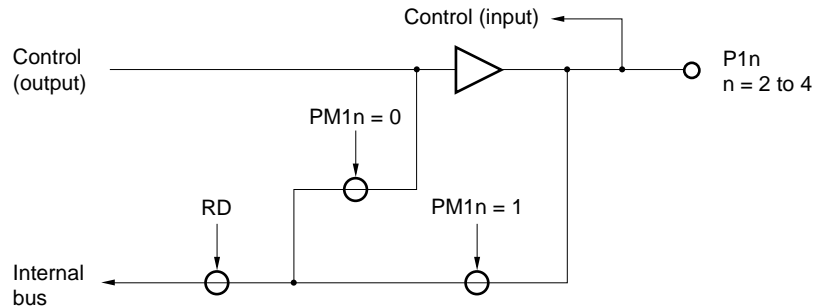 Control (input)
Control
(output)
P1n
n = 2 to 4
PM1n = 0
RD
PM1n = 1
Internal
bus